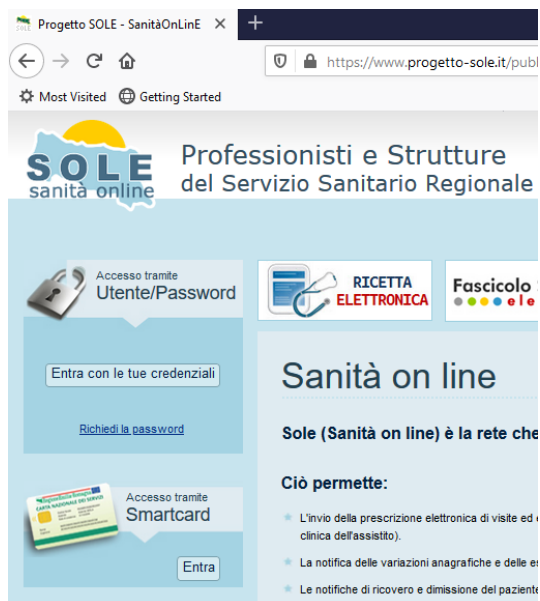 Progetto SOLE - SanitàOnLinE
https://www.progetto-sole.it/publ
Most Visited Getting Started
SOLE
sanità online
Professionisti e Strutture
del Servizio Sanitario Regionale
Accesso tramite
Utente/Password
Entra con le tue credenziali
Richiedi la password
Accesso tramite
Smartcard
Entra
RICETTA
ELETTRONICA
Fascicolo
ele
Sanità on line
Sole (Sanità on line) è la rete che
Ciò permette:
L'invio della prescrizione elettronica di visite ed e
clinica dell'assistito).
La notifica delle variazioni anagrafiche e delle es
Le notifiche di ricovero e dimissione del paziente